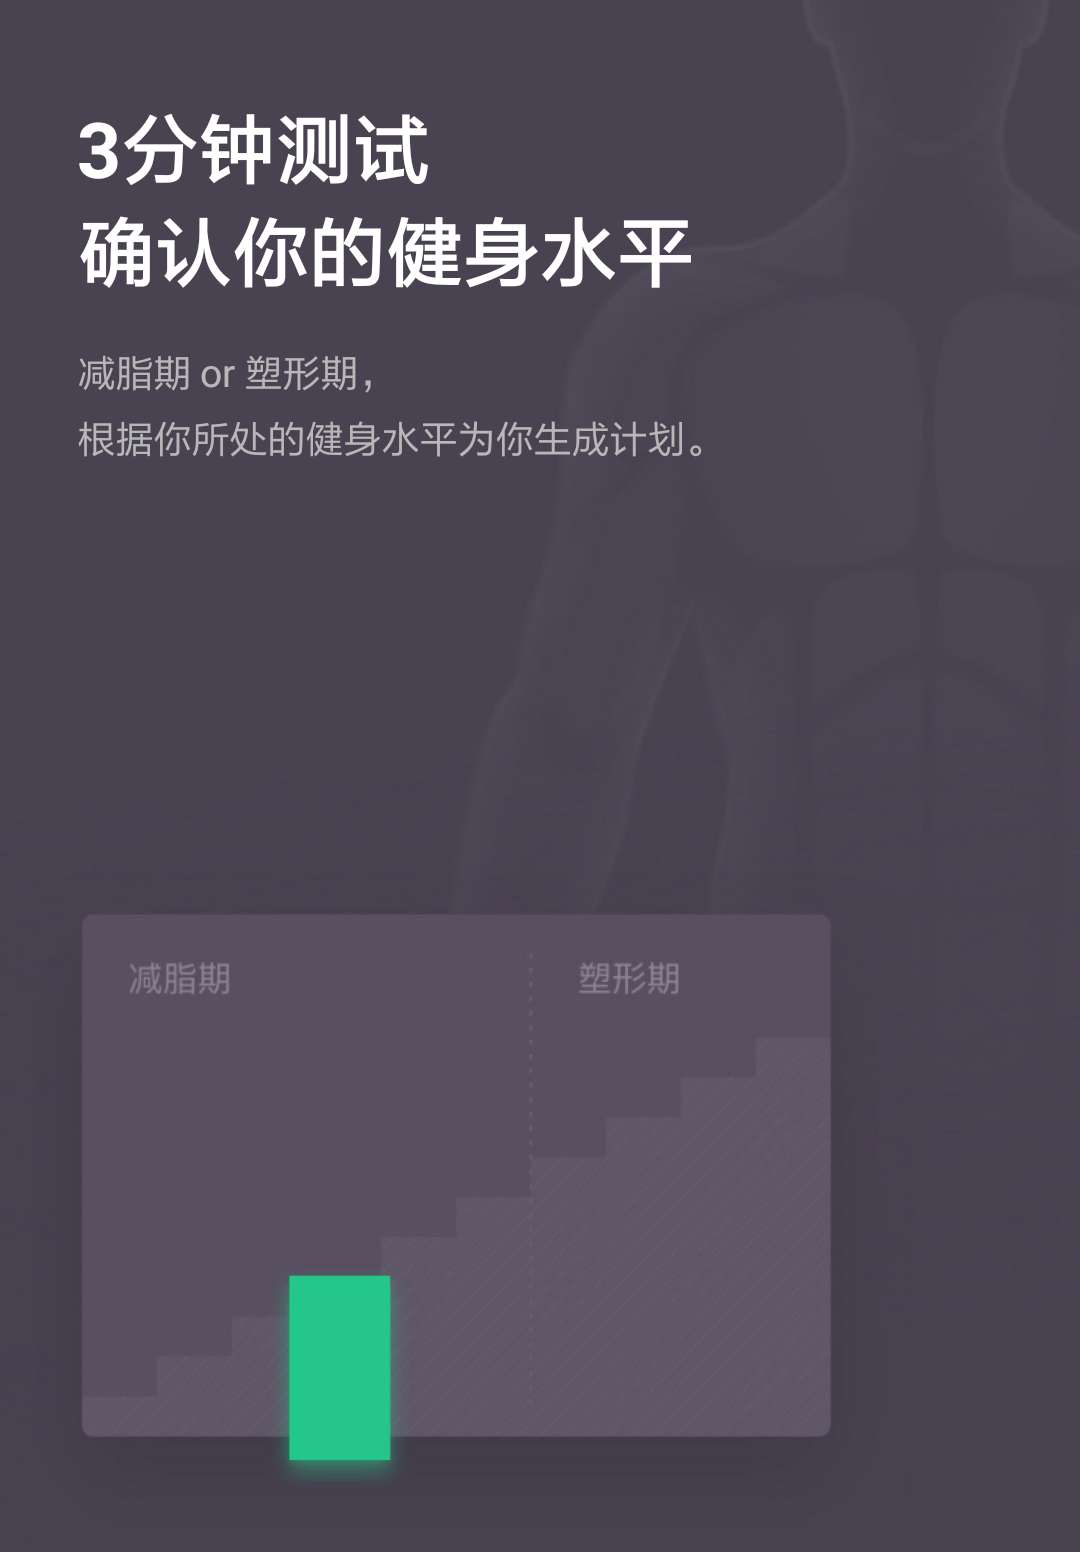 3分钟测试
确认你的健身水平
减脂期 or 塑形期，
根据你所处的健身水平为你生成计划。
减脂期
塑形期